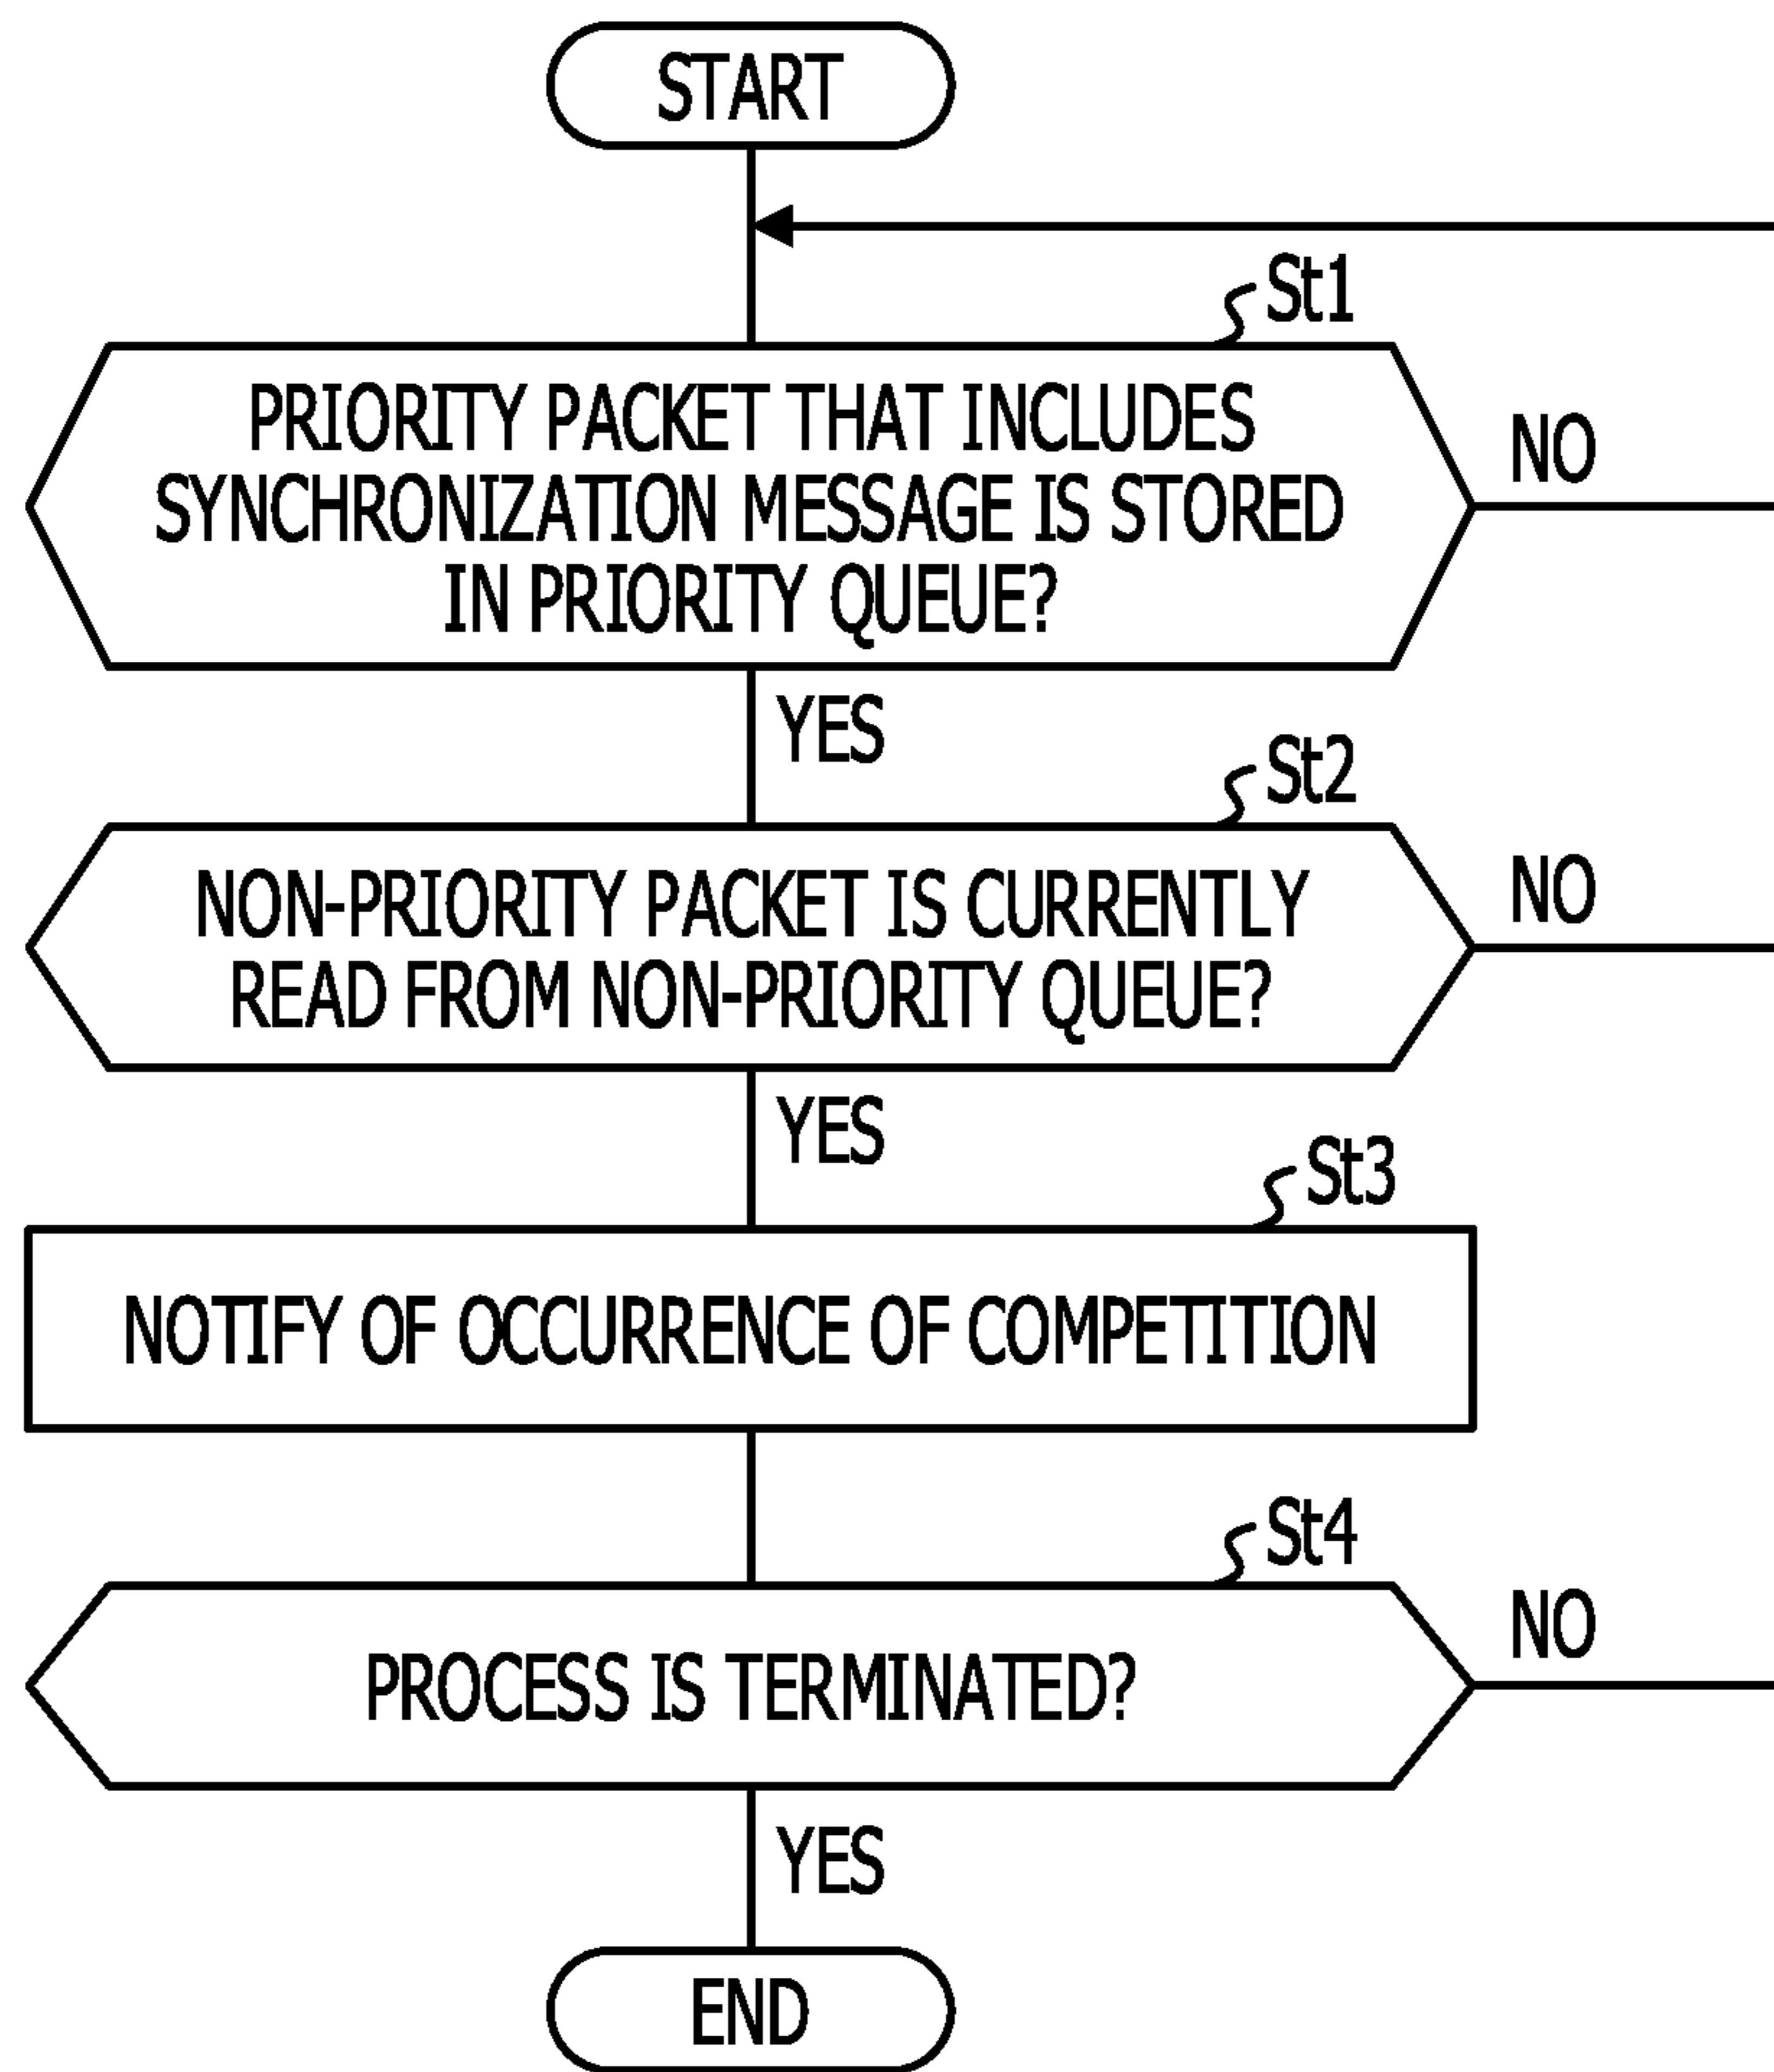 START
St1
PRIORITY PACKET THAT INCLUDES
SYNCHRONIZATION MESSAGE IS STORED
IN PRIORITY QUEUE?
NO
YES
St2
NON-PRIORITY PACKET IS CURRENTLY
READ FROM NON-PRIORITY QUEUE?
NO
YES
St3
NOTIFY OF OCCURRENCE OF COMPETITION
St4
PROCESS IS TERMINATED?
NO
YES
END